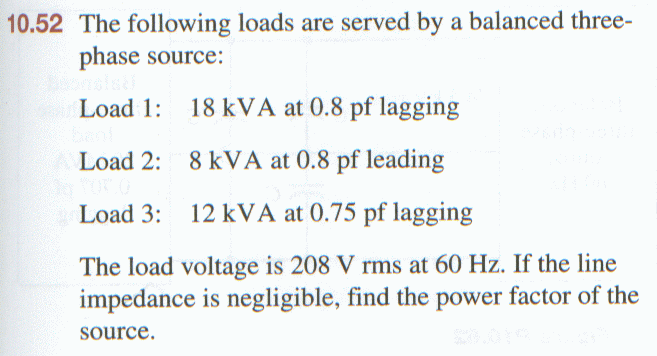 10.52 The following loads are served by a balanced three-
phase source:
Load 1: 18 kVA at 0.8 pf lagging
Load 2: 8 kVA at 0.8 pf leading
Load 3: 12 kVA at 0.75 pf lagging
The load voltage is 208 V rms at 60 Hz. If the line
impedance is negligible, find the power factor of the
source.